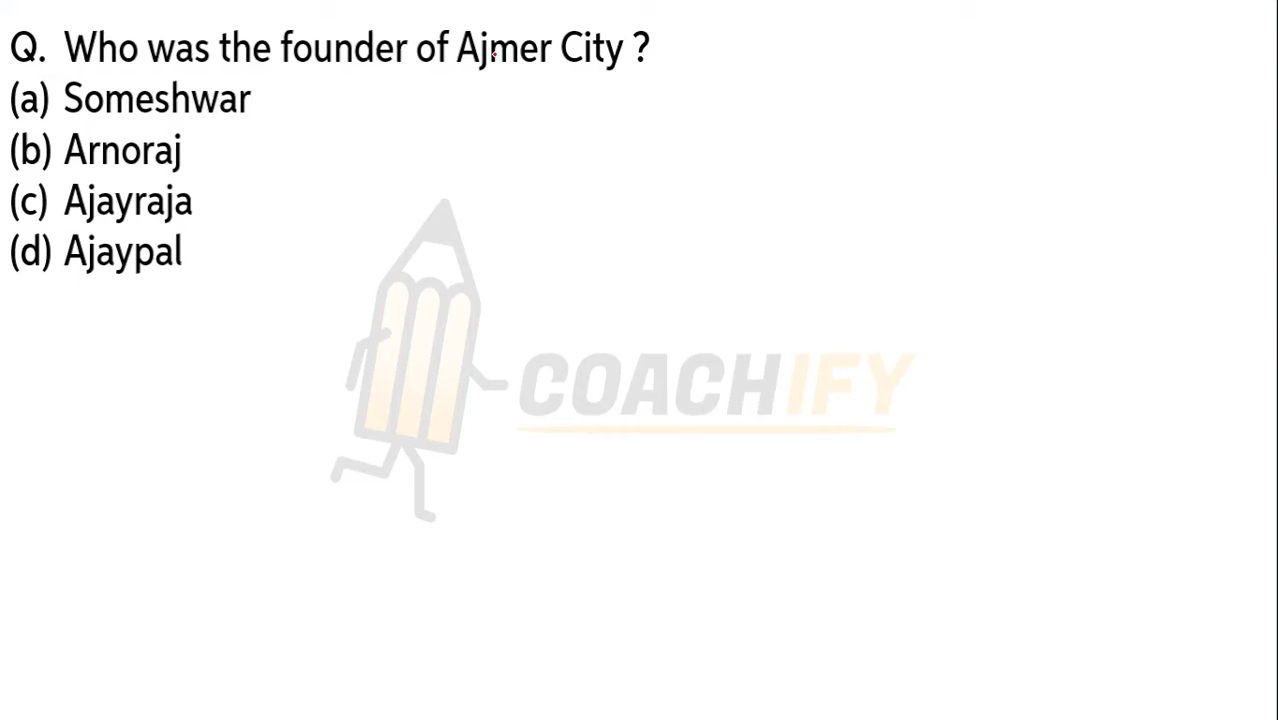 Q. Who was the founder of Ajmer City ?
(a) Someshwar
(b) Arnoraj
(c) Ajayraja
(d) Ajaypal
COACHIFY